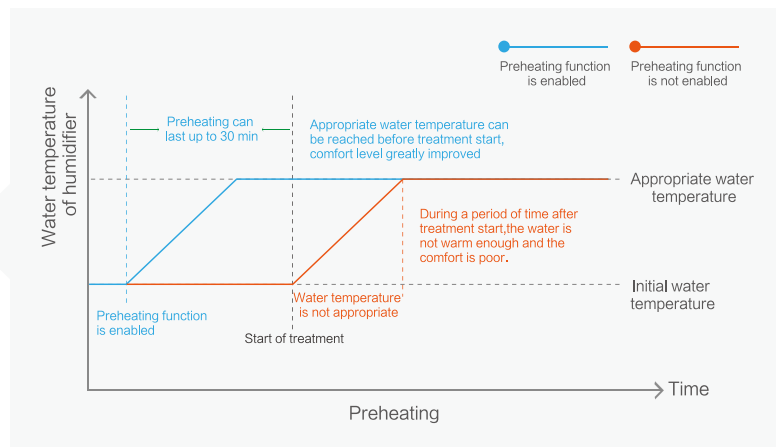 Preheating function
is enabled
Preheating function
is not enabled
Water temperature
of humidifier
Preheating can
last up to 30 min
Appropriate water temperature can
be reached before treatment start,
comfort level greatly improved
Appropriate water
temperature
During a period of time after
treatment start,the water is
not warm enough and the
comfort is poor.
Initial water
temperature
Water temperature
is not appropriate
Preheating function
is enabled
Start of treatment
Time
Preheating